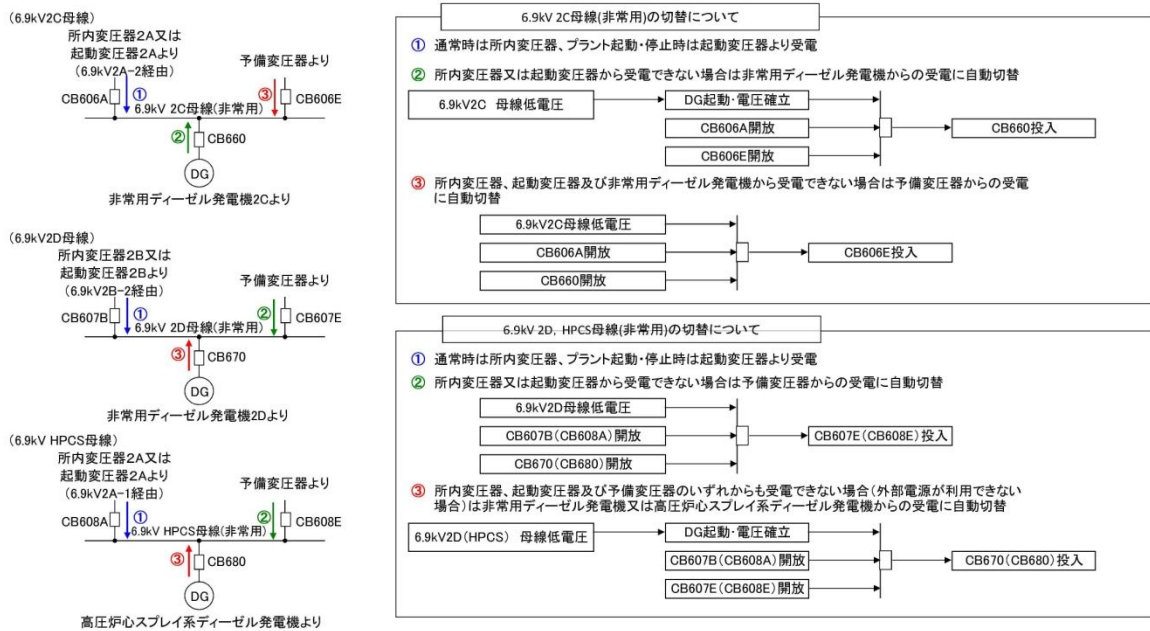 (6.9kV2C母線)
所内変圧器2A又は
起動変圧器2Aより
(6.9kV2A-2経由)
予備変圧器より
CB606A
①
③
CB606E
6.9kV 2C母線(非常用)
②
CB660
DG
非常用ディーゼル発電機2Cより
(6.9kV2D母線)
所内変圧器2B又は
起動変圧器2Bより
(6.9kV2B-2経由)
予備変圧器より
CB607B
①
②
CB607E
6.9kV 2D母線(非常用)
③
CB670
DG
非常用ディーゼル発電機2Dより
(6.9kV HPCS母線)
所内変圧器2A又は
起動変圧器2Aより
(6.9kV2A-1経由)
予備変圧器より
CB608A
①
②
CB608E
6.9kV HPCS母線(非常用)
③
CB680
DG
高圧炉心スプレイ系ディーゼル発電機より
6.9kV 2C母線(非常用)の切替について
① 通常時は所内変圧器、プラント起動・停止時は起動変圧器より受電
② 所内変圧器又は起動変圧器から受電できない場合は非常用ディーゼル発電機からの受電に自動切替
6.9kV2C 母線低電圧
DG起動・電圧確立
CB606A開放
CB660投入
CB606E開放
③ 所内変圧器、起動変圧器及び非常用ディーゼル発電機から受電できない場合は予備変圧器からの受電
に自動切替
6.9kV2C母線低電圧
CB606A開放
CB606E投入
CB660開放
6.9kV 2D, HPCS母線(非常用)の切替について
① 通常時は所内変圧器、プラント起動・停止時は起動変圧器より受電
② 所内変圧器又は起動変圧器から受電できない場合は予備変圧器からの受電に自動切替
6.9kV2D母線低電圧
CB607B(CB608A)開放
CB607E(CB608E)投入
CB670(CB680)開放
③ 所内変圧器、起動変圧器及び予備変圧器のいずれからも受電できない場合(外部電源が利用できない
場合)は非常用ディーゼル発電機又は高圧炉心スプレイ系ディーゼル発電機からの受電に自動切替
6.9kV2D(HPCS) 母線低電圧
DG起動・電圧確立
CB607B(CB608A)開放
CB670(CB680)投入
CB607E(CB608E)開放